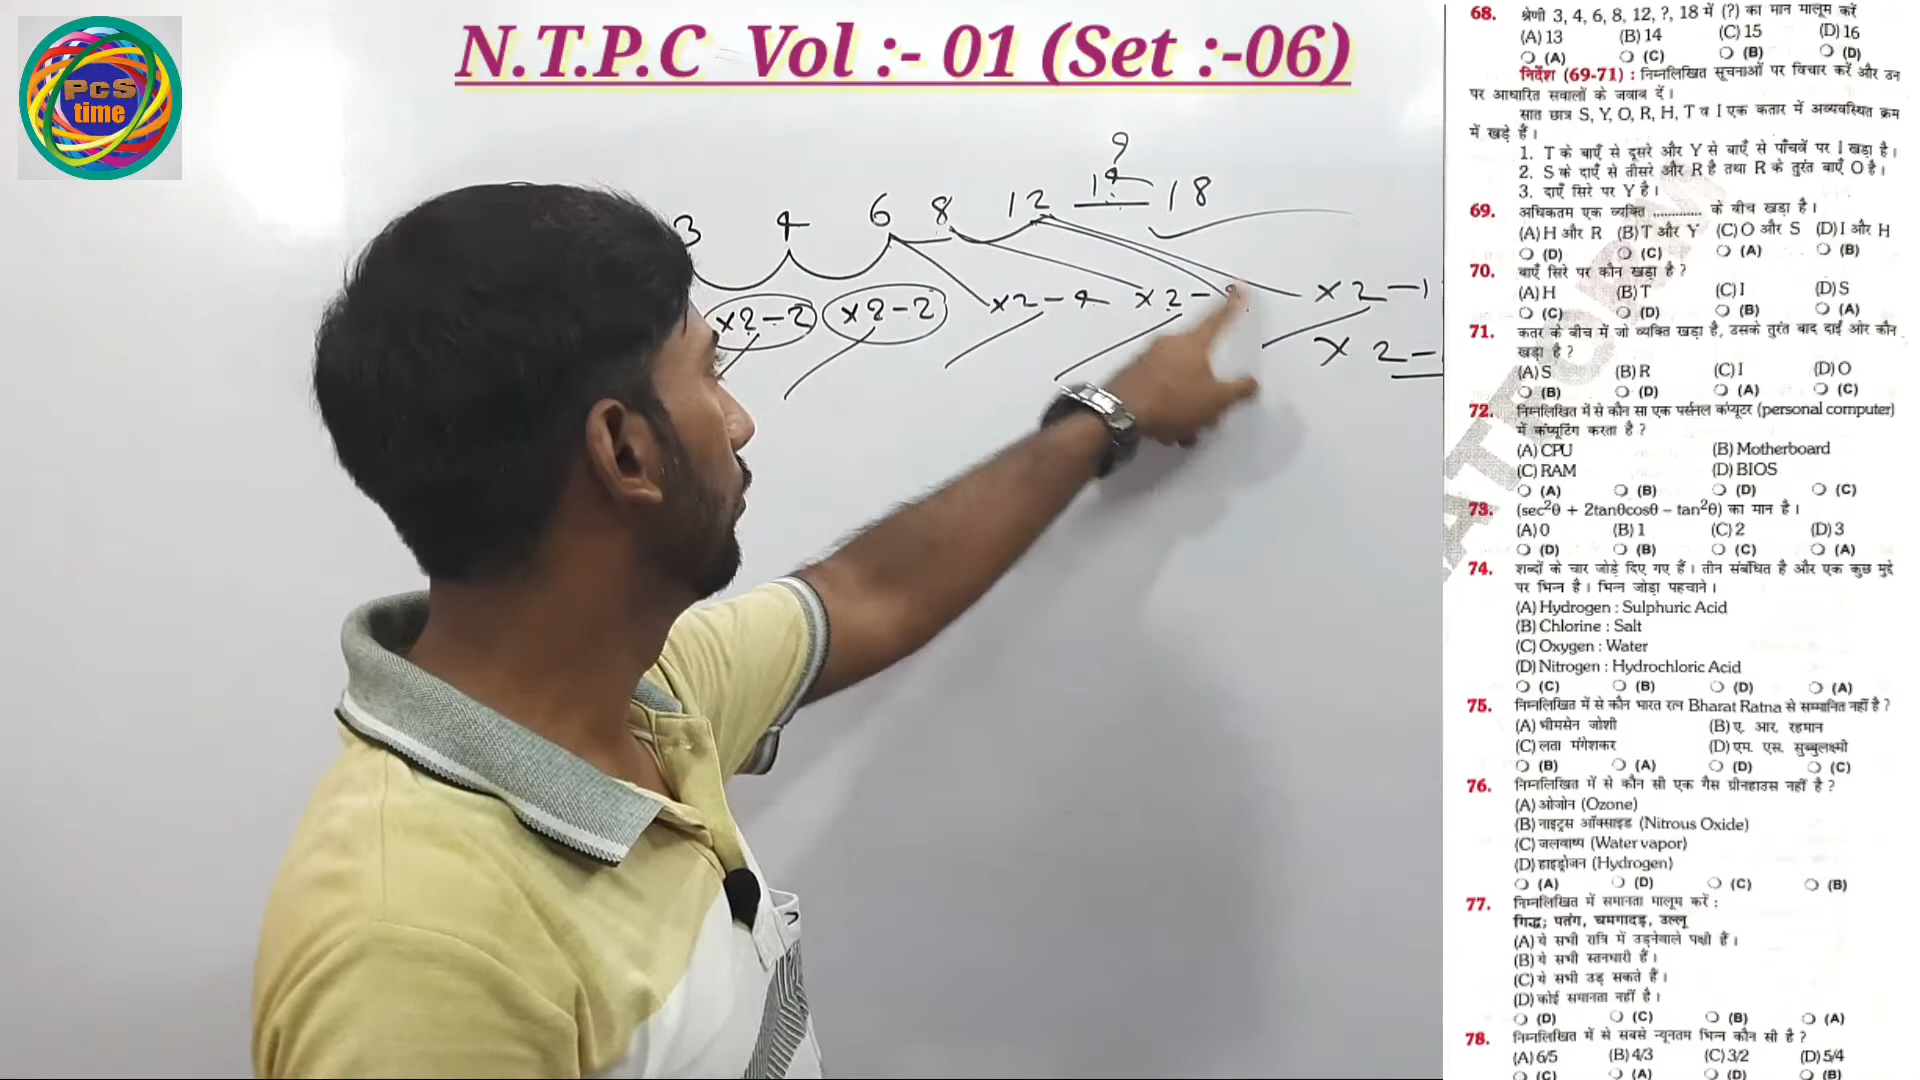 PCS
time
N.T.P.C Vol :- 01 (Set :-06)
?
3 4 6 8 12 14 18
×2-2 ×2-2 ×2-4 ×2-
×2-1
×2-
68. श्रेणी 3, 4, 6, 8, 12, ?, 18 में (?) का मान मालूम करें
(A) 13 (B) 14 (C) 15 (D) 16
(A) (C) (B) (D)
निर्देश (69-71) : निम्नलिखित सूचनाओं पर विचार करें और उन
पर आधारित सवालों के जवाब दें।
सात छात्र S, Y, O, R, H, T व I एक कतार में अव्यवस्थित क्रम
में खड़े हैं।
1. T के बाएँ से दूसरे और Y से बाएँ से पाँचवें पर I खड़ा है।
2. S के दाएँ से तीसरे और R है तथा R के तुरंत बाएँ O है।
3. दाएँ सिरे पर Y है।
69. अधिकतम एक व्यक्ति ............. के बीच खड़ा है।
(A) H और R (B) T और Y (C) O और S (D) I और H
(D) (C) (A) (B)
70. बाएँ सिरे पर कौन खड़ा है ?
(A) H (B) T (C) I (D) S
(C) (D) (B) (A)
71. कतर के बीच में जो व्यक्ति खड़ा है, उसके तुरंत बाद दाईं ओर कौन
खड़ा है ?
(A) S (B) R (C) I (D) O
(B) (D) (A) (C)
72. निम्नलिखित में से कौन सा एक पर्सनल कंप्यूटर (personal computer)
में कंप्यूटिंग करता है ?
(A) CPU (B) Motherboard
(C) RAM (D) BIOS
(A) (B) (D) (C)
73. (sec²θ + 2tanθcosθ – tan²θ) का मान है।
(A) 0 (B) 1 (C) 2 (D) 3
(D) (B) (C) (A)
74. शब्दों के चार जोड़े दिए गए हैं। तीन संबंधित है और एक कुछ मुद्दे
पर भिन्न है। भिन्न जोड़ा पहचाने।
(A) Hydrogen : Sulphuric Acid
(B) Chlorine : Salt
(C) Oxygen : Water
(D) Nitrogen : Hydrochloric Acid
(C) (B) (D) (A)
75. निम्नलिखित में से कौन भारत रत्न Bharat Ratna से सम्मानित नहीं है ?
(A) भीमसेन जोशी (B) ए. आर. रहमान
(C) लता मंगेशकर (D) एम. एस. सुब्बुलक्ष्मी
(B) (A) (D) (C)
76. निम्नलिखित में से कौन सी एक गैस ग्रीनहाउस नहीं है ?
(A) ओजोन (Ozone)
(B) नाइट्रस ऑक्साइड (Nitrous Oxide)
(C) जलवाष्प (Water vapor)
(D) हाइड्रोजन (Hydrogen)
(A) (D) (C) (B)
77. निम्नलिखित में समानता मालूम करें :
गिद्ध; पतंग, चमगादड़, उल्लू
(A) ये सभी रात्रि में उड़नेवाले पक्षी हैं।
(B) ये सभी स्तनधारी हैं।
(C) ये सभी उड़ सकते हैं।
(D) कोई समानता नहीं है।
(D) (C) (B) (A)
78. निम्नलिखित में से सबसे न्यूनतम भिन्न कौन सी है ?
(A) 6/5 (B) 4/3 (C) 3/2 (D) 5/4
(C) (A) (D) (B)